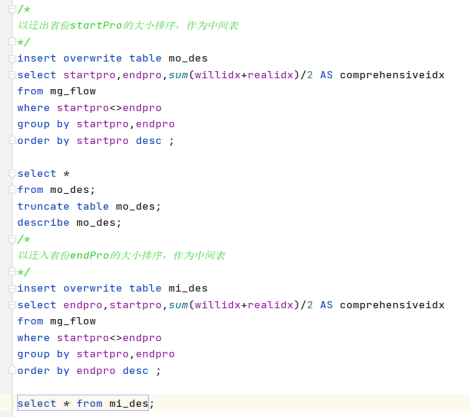 /*
以迁出省份startPro的大小排序，作为中间表
*/
insert overwrite table mo_des
select startpro,endpro,sum(willidx+realidx)/2 AS comprehensiveidx
from mg_flow
where startpro<>endpro
group by startpro,endpro
order by startpro desc ;
select *
from mo_des;
truncate table mo_des;
describe mo_des;
/*
以迁入省份endPro的大小排序，作为中间表
*/
insert overwrite table mi_des
select endpro,startpro,sum(willidx+realidx)/2 AS comprehensiveidx
from mg_flow
where startpro<>endpro
group by startpro,endpro
order by endpro desc ;
select * from mi_des;